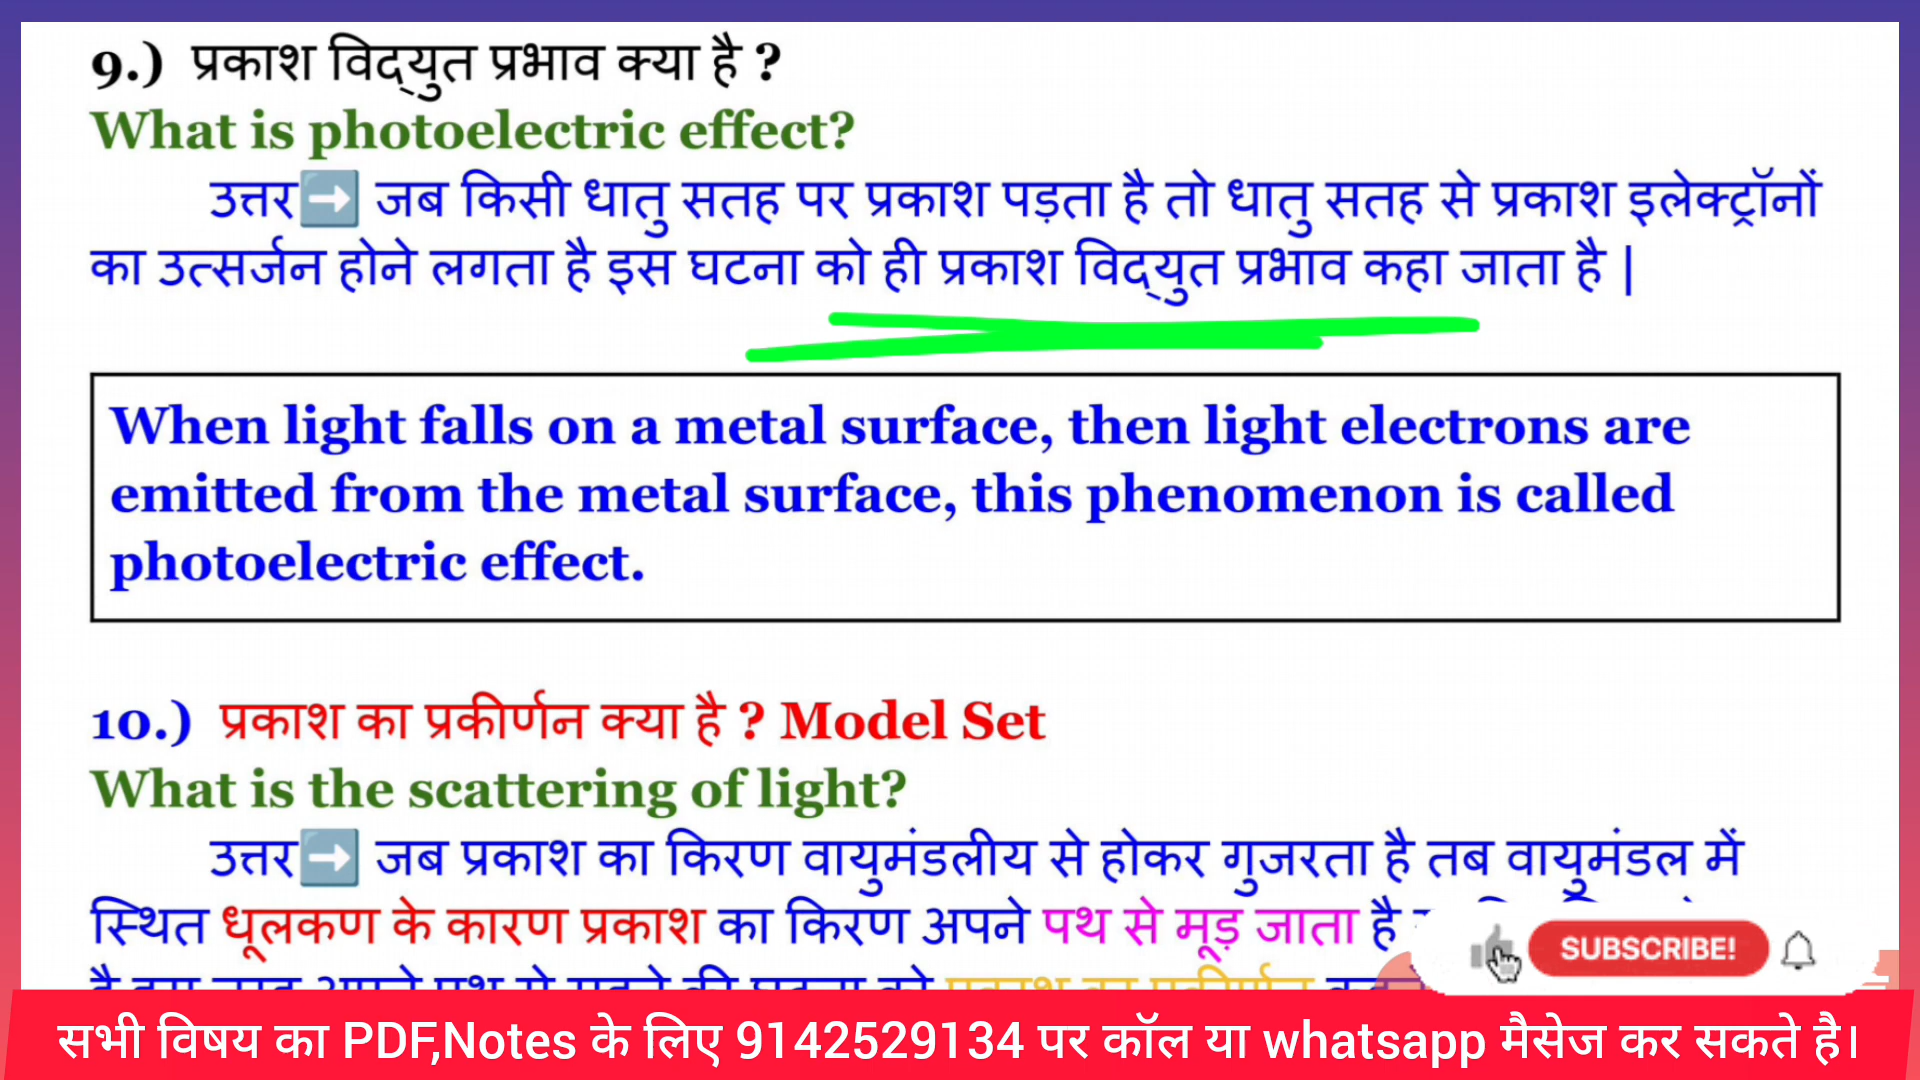 9.) प्रकाश विद्युत प्रभाव क्या है ?
What is photoelectric effect?
उत्तर➡ जब किसी धातु सतह पर प्रकाश पड़ता है तो धातु सतह से प्रकाश इलेक्ट्रॉनों
का उत्सर्जन होने लगता है इस घटना को ही प्रकाश विद्युत प्रभाव कहा जाता है |
When light falls on a metal surface, then light electrons are
emitted from the metal surface, this phenomenon is called
photoelectric effect.
10.) प्रकाश का प्रकीर्णन क्या है ? Model Set
What is the scattering of light?
उत्तर➡ जब प्रकाश का किरण वायुमंडलीय से होकर गुजरता है तब वायुमंडल में
स्थित धूलकण के कारण प्रकाश का किरण अपने पथ से मूड़ जाता है
SUBSCRIBE!
सभी विषय का PDF,Notes के लिए 9142529134 पर कॉल या whatsapp मैसेज कर सकते है।